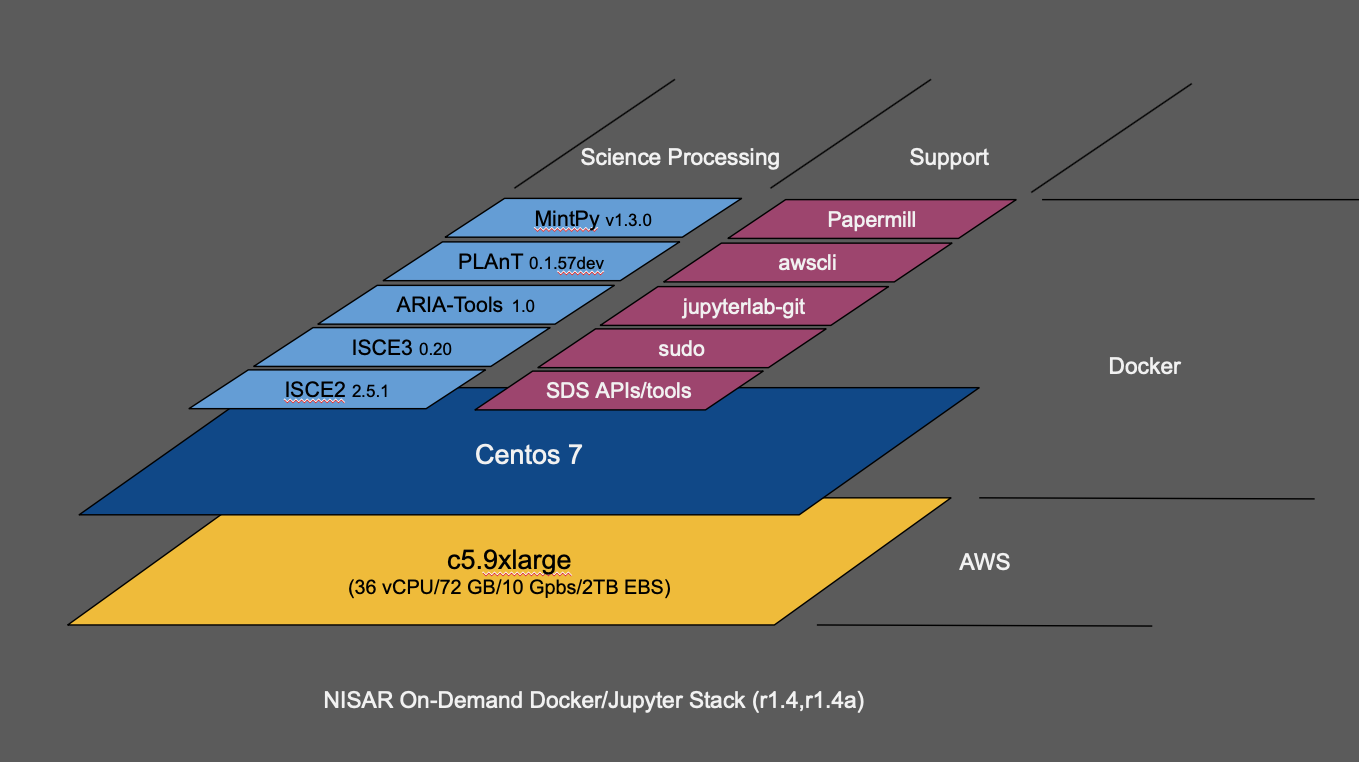 Science Processing
Support
MintPy v1.3.0
Papermill
PLAnT 0.1.57dev
awscli
ARIA-Tools 1.0
jupyterlab-git
ISCE3 0.20
sudo
Docker
ISCE2 2.5.1
SDS APIs/tools
Centos 7
c5.9xlarge
(36 vCPU/72 GB/10 Gpbs/2TB EBS)
AWS
NISAR On-Demand Docker/Jupyter Stack (r1.4,r1.4a)